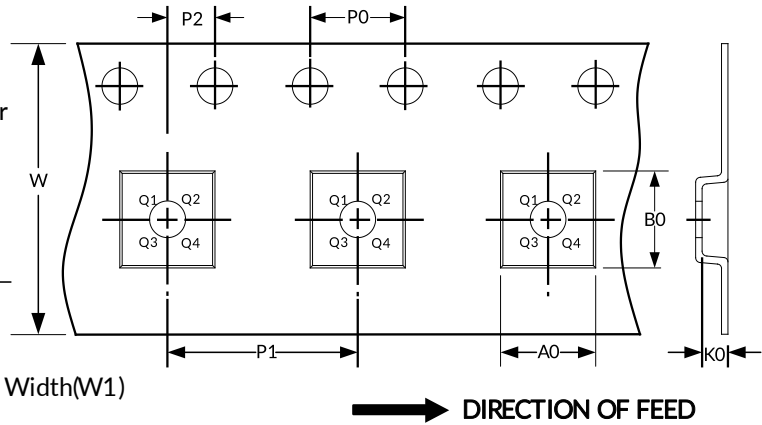 P2 P0
r
W
Q1 Q2 Q1 Q2 Q1 Q2
B0
Q3 Q4 Q3 Q4 Q3 Q4
P1 A0 K0
Width(W1)
DIRECTION OF FEED